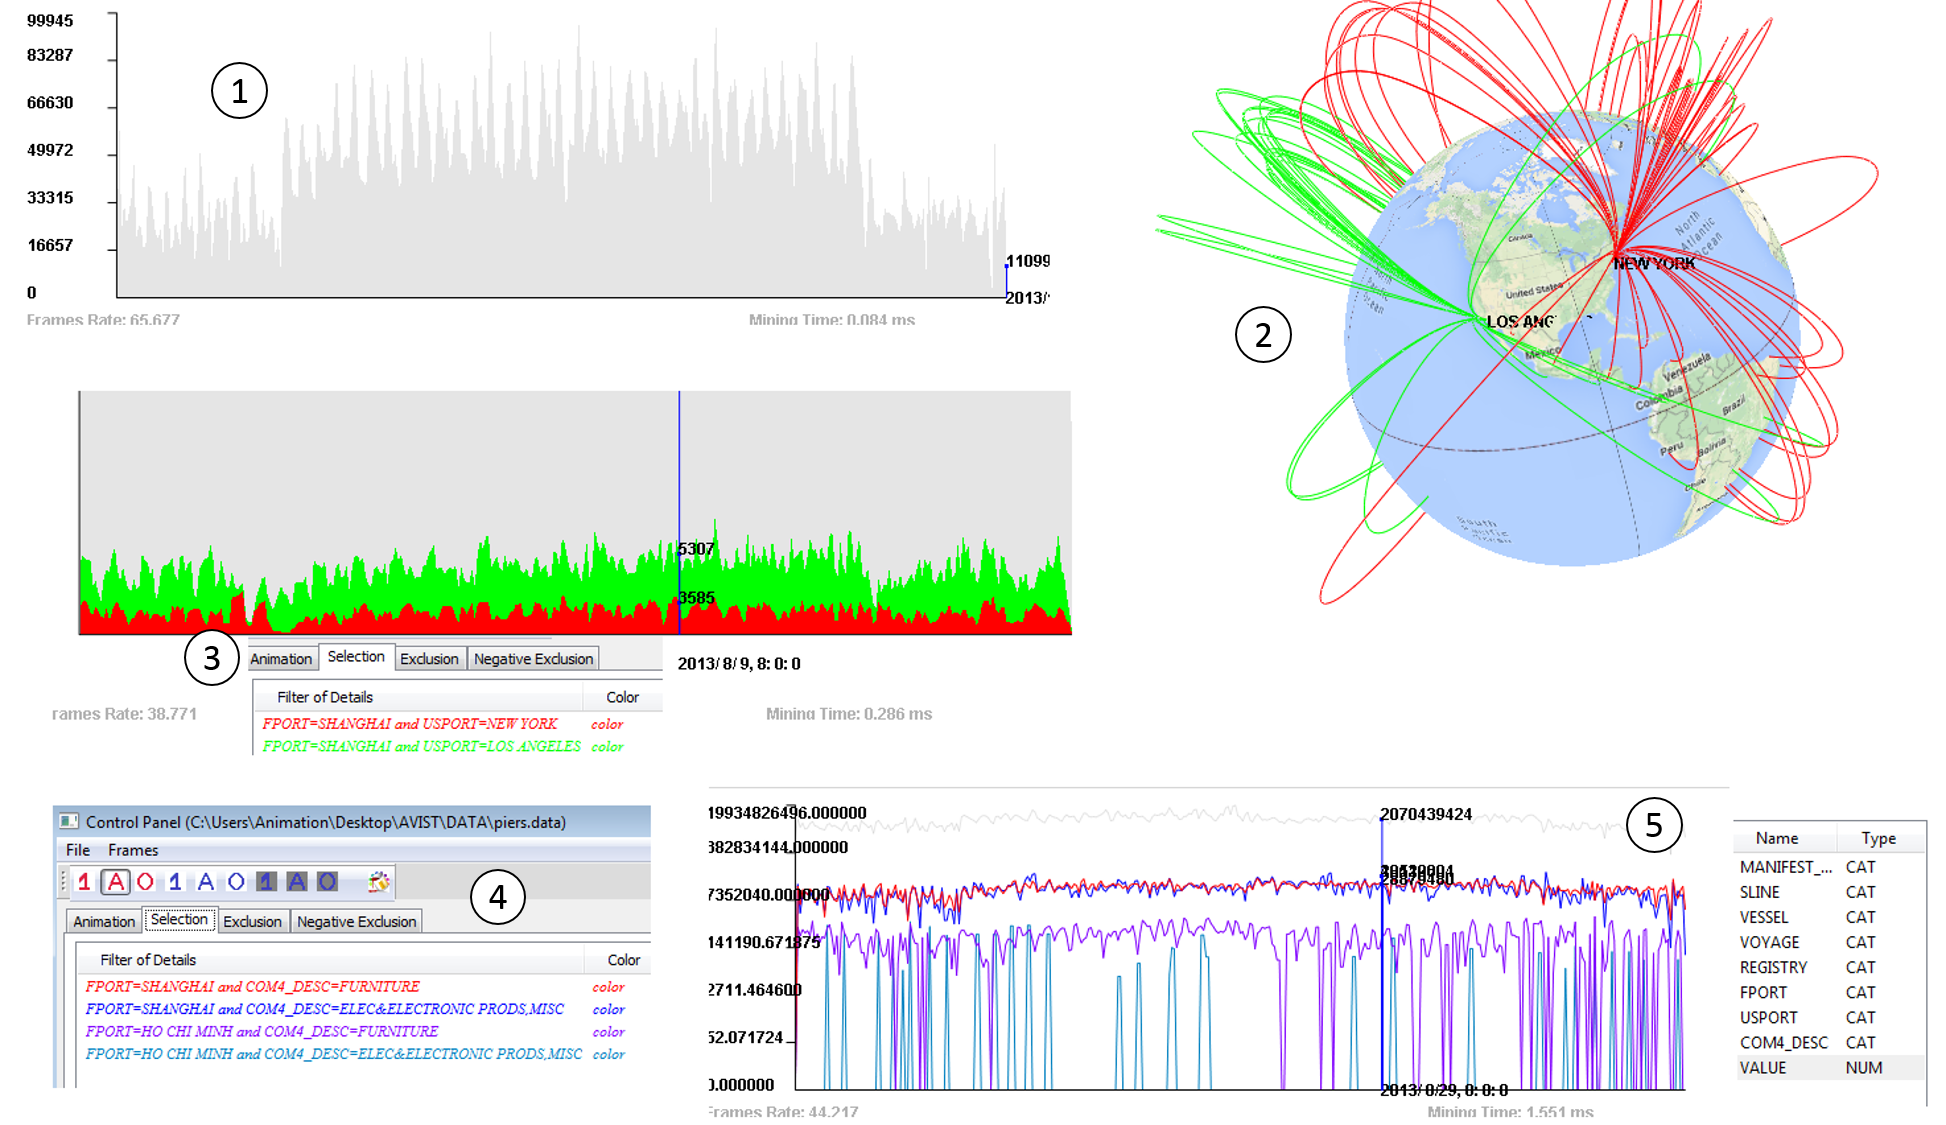 99945
83287
66630
49972
33315
16657
0
1
11099
2013/
Frames Rate: 65.677
Mining Time: 0.084 ms
2
North Atlantic Ocean
NEW YORK
Canada
United States
LOS ANG
Mexico
Venezuela
Colombia
Brazil
Peru
Bolivia
Chile
South Pacific Ocean
5307
3585
3
Animation Selection Exclusion Negative Exclusion
2013/ 8/ 9, 8: 0: 0
Filter of Details Color
FPORT=SHANGHAI and USPORT=NEW YORK color
FPORT=SHANGHAI and USPORT=LOS ANGELES color
rames Rate: 38.771
Mining Time: 0.286 ms
Control Panel (C:\Users\Animation\Desktop\AVIST\DATA\piers.data)
File Frames
1 A O 1 A O 1 A O
4
Animation Selection Exclusion Negative Exclusion
Filter of Details Color
FPORT=SHANGHAI and COM4_DESC=FURNITURE color
FPORT=SHANGHAI and COM4_DESC=ELEC&ELECTRONIC PRODS,MISC color
FPORT=HO CHI MINH and COM4_DESC=FURNITURE color
FPORT=HO CHI MINH and COM4_DESC=ELEC&ELECTRONIC PRODS,MISC color
19934826496.000000
382834144.000000
7352040.000000
141190.671875
2711.464600
52.071724
0.000000
2070439424
5
Frames Rate: 44.217
Mining Time: 1.551 ms
Name Type
MANIFEST_... CAT
SLINE CAT
VESSEL CAT
VOYAGE CAT
REGISTRY CAT
FPORT CAT
USPORT CAT
COM4_DESC CAT
VALUE NUM